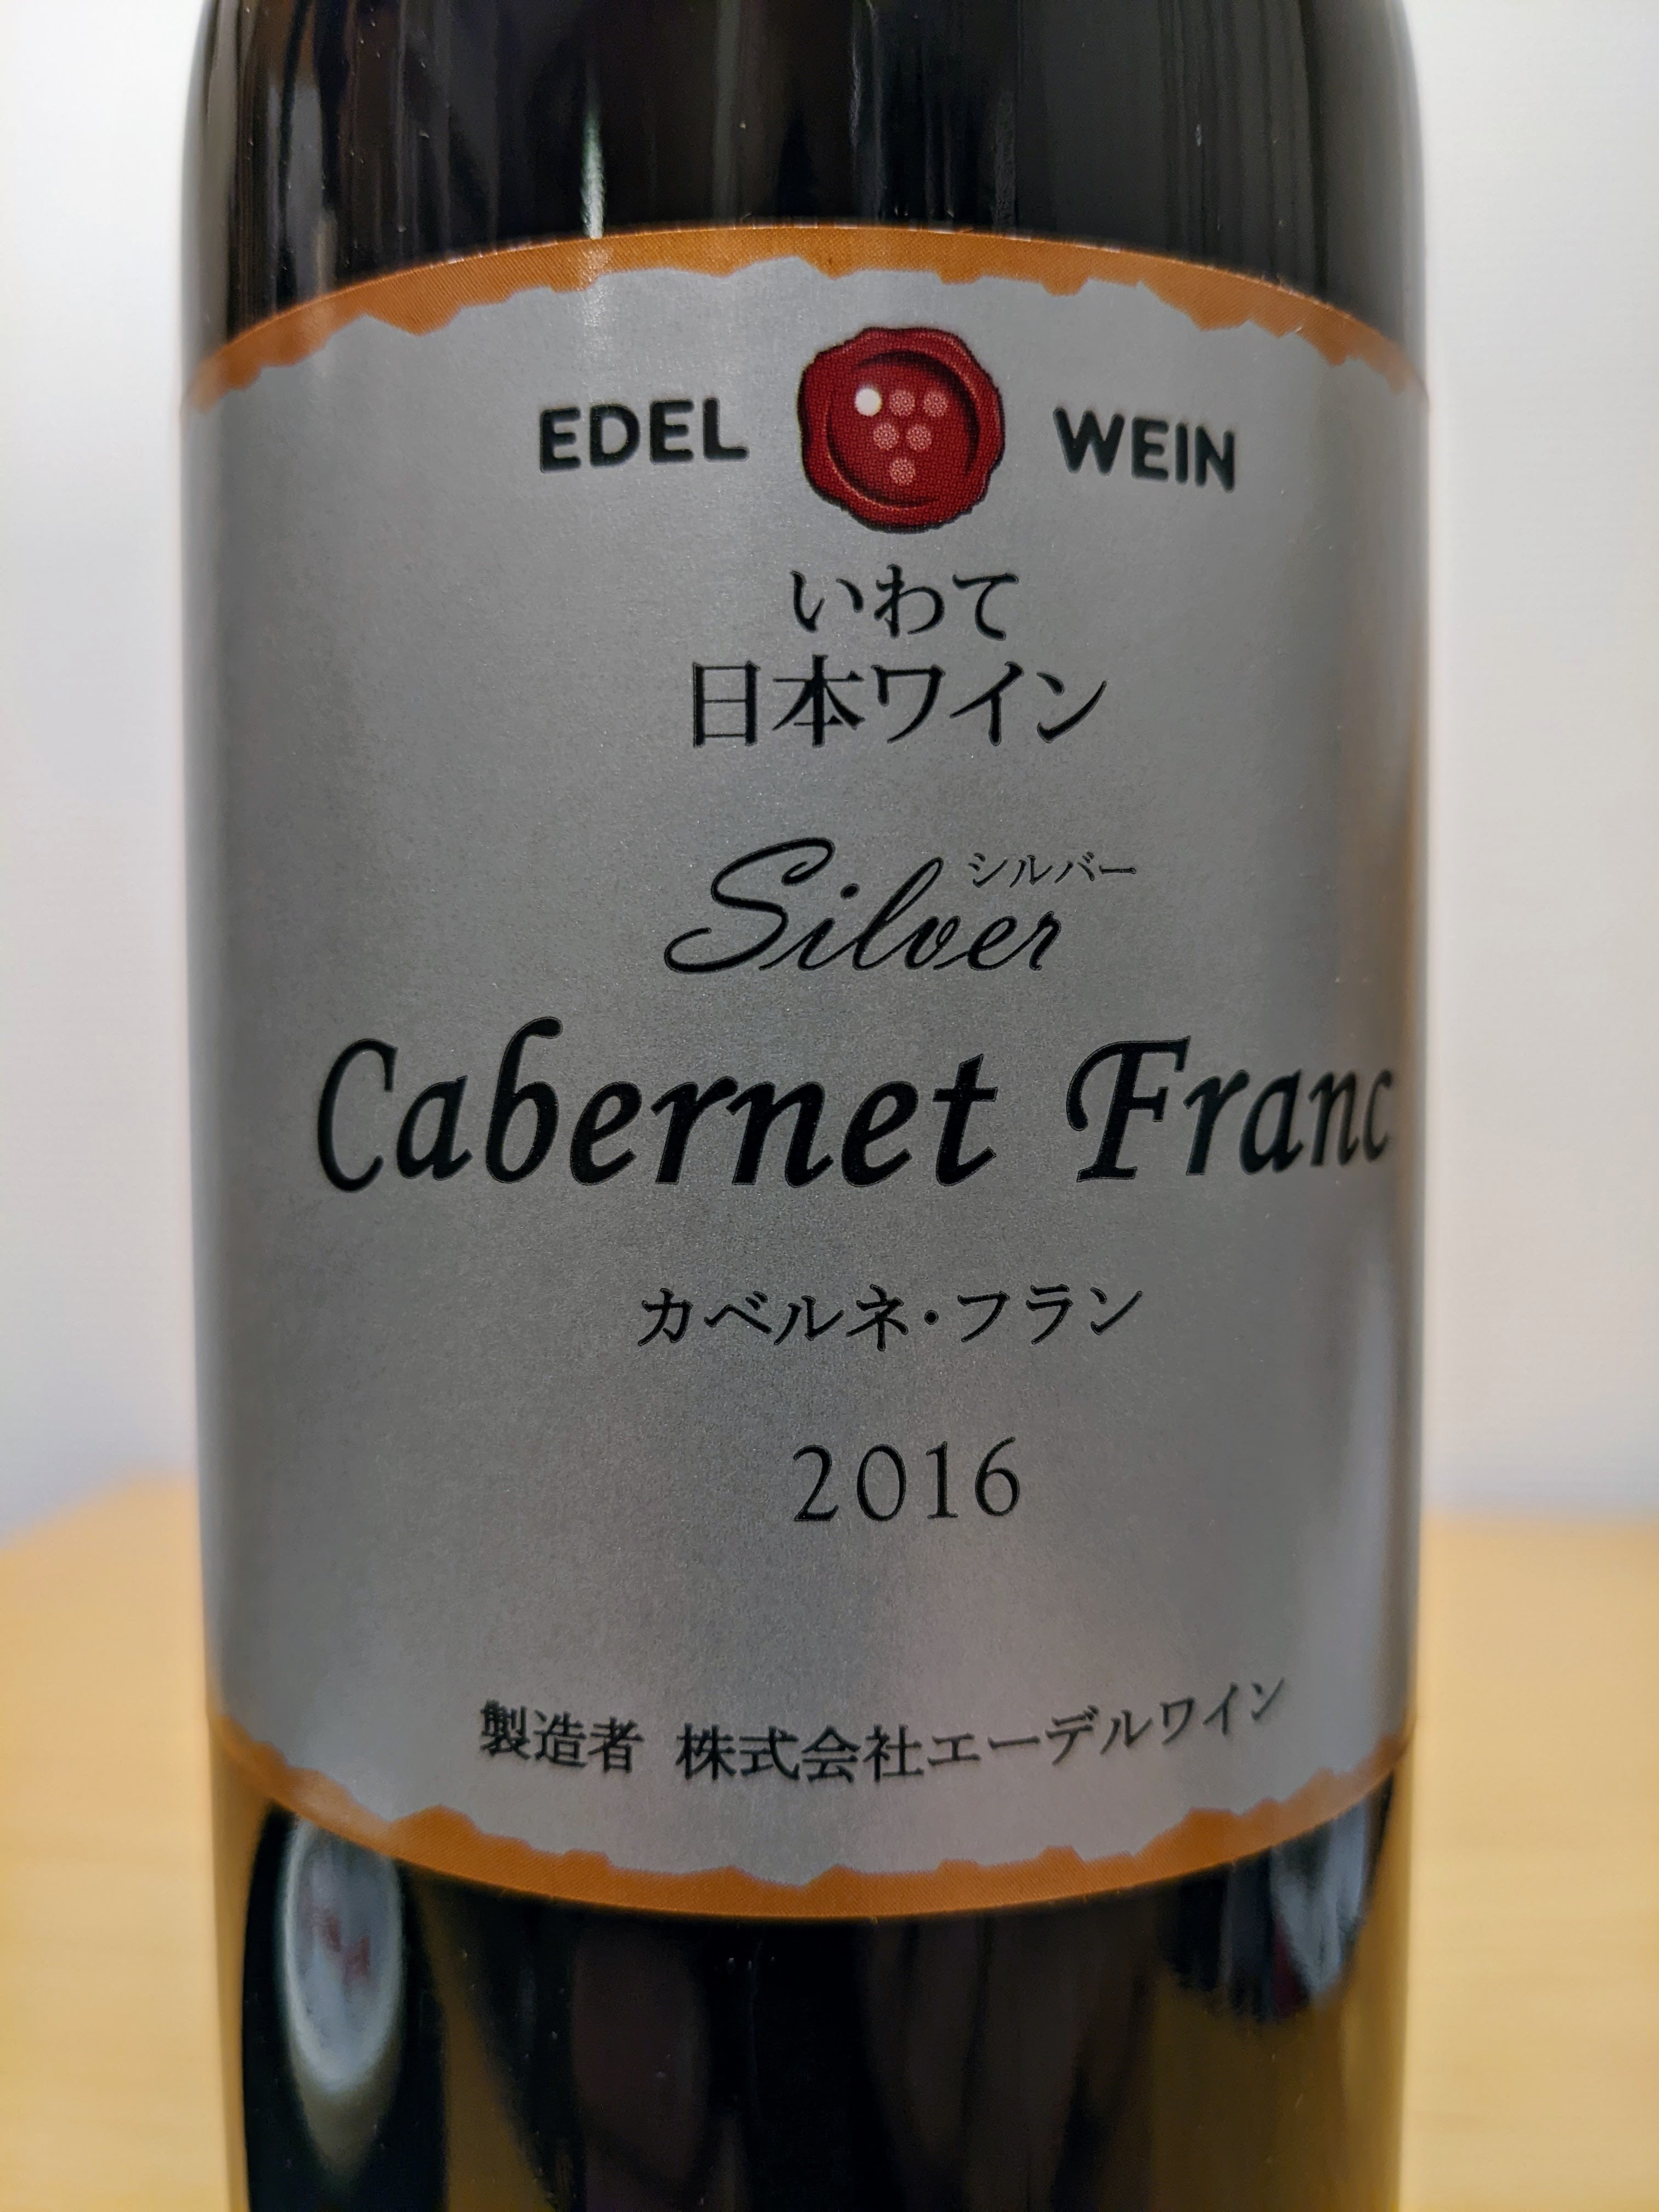 EDEL WEIN
いわて
日本ワイン
シルバー
Silver
Cabernet Franc
カベルネ・フラン
2016
製造者 株式会社エーデルワイン